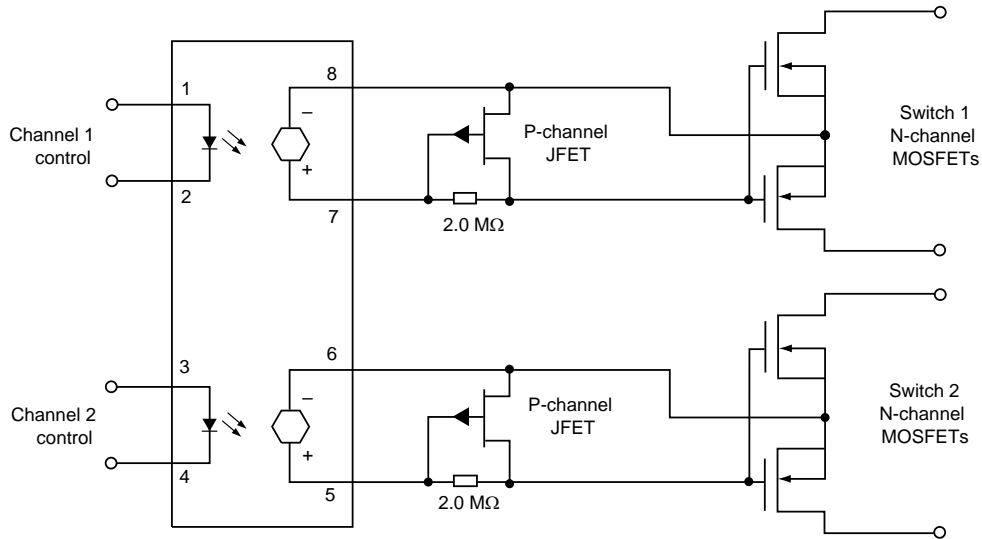 8
1
Channel 1
control
2
7
–
+
P-channel
JFET
2.0 MΩ
Switch 1
N-channel
MOSFETs
6
3
Channel 2
control
4
5
–
+
P-channel
JFET
2.0 MΩ
Switch 2
N-channel
MOSFETs